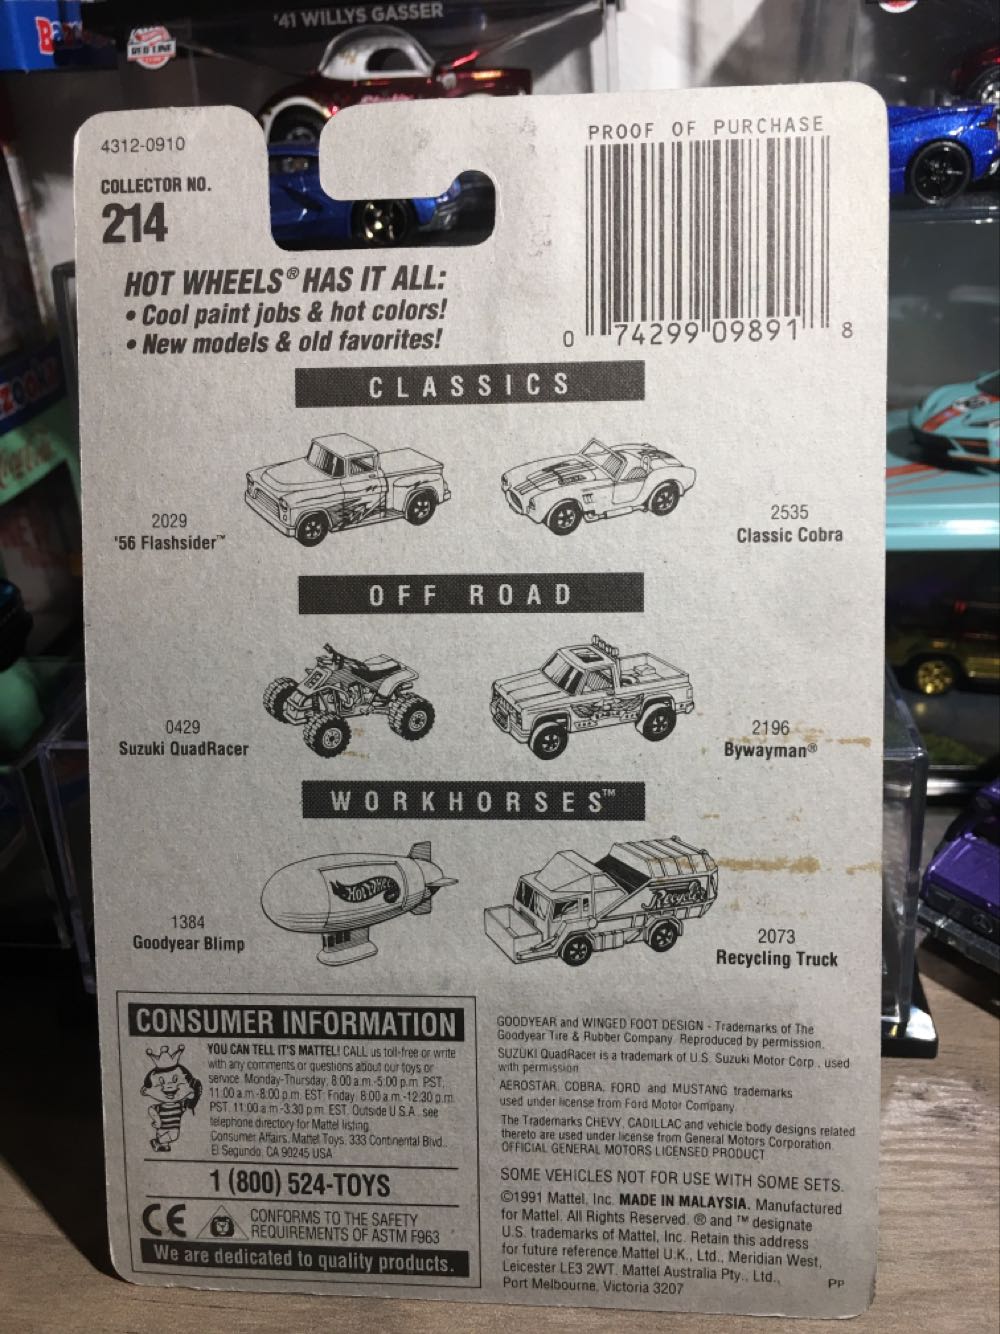 '41 WILLYS GASSER
RED LINE
4312-0910
COLLECTOR NO.
214
PROOF OF PURCHASE
0 74299 09891 8
HOT WHEELS® HAS IT ALL:
• Cool paint jobs & hot colors!
• New models & old favorites!
CLASSICS
2029
'56 Flashsider™
2535
Classic Cobra
OFF ROAD
0429
Suzuki QuadRacer
2196
Bywayman®
WORKHORSES™
Hot Wheels
Recycler
1384
Goodyear Blimp
2073
Recycling Truck
CONSUMER INFORMATION
YOU CAN TELL IT'S MATTEL! CALL us toll-free or write
with any comments or questions about our toys or
service. Monday-Thursday, 8:00 a.m.-5:00 p.m. PST,
11:00 a.m.-8:00 p.m. EST. Friday, 8:00 a.m.-12:30 p.m.
PST, 11:00 a.m.-3:30 p.m. EST. Outside U.S.A., see
telephone directory for Mattel listing.
Consumer Affairs, Mattel Toys, 333 Continental Blvd.,
El Segundo, CA 90245 USA
1 (800) 524-TOYS
CE
CONFORMS TO THE SAFETY
REQUIREMENTS OF ASTM F963
We are dedicated to quality products.
GOODYEAR and WINGED FOOT DESIGN - Trademarks of The
Goodyear Tire & Rubber Company. Reproduced by permission.
SUZUKI QuadRacer is a trademark of U.S. Suzuki Motor Corp., used
with permission
AEROSTAR, COBRA, FORD and MUSTANG trademarks
used under license from Ford Motor Company.
The Trademarks CHEVY, CADILLAC and vehicle body designs related
thereto are used under license from General Motors Corporation.
OFFICIAL GENERAL MOTORS LICENSED PRODUCT
SOME VEHICLES NOT FOR USE WITH SOME SETS.
©1991 Mattel, Inc. MADE IN MALAYSIA. Manufactured
for Mattel. All Rights Reserved. ® and ™ designate
U.S. trademarks of Mattel, Inc. Retain this address
for future reference: Mattel U.K., Ltd., Meridian West,
Leicester LE3 2WT. Mattel Australia Pty., Ltd.,
Port Melbourne, Victoria 3207
PP